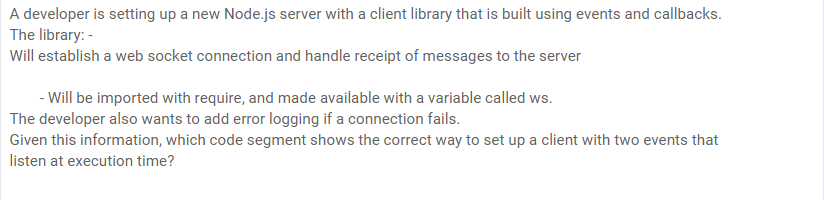 A developer is setting up a new Node.js server with a client library that is built using events and callbacks.
The library: -
Will establish a web socket connection and handle receipt of messages to the server
- Will be imported with require, and made available with a variable called ws.
The developer also wants to add error logging if a connection fails.
Given this information, which code segment shows the correct way to set up a client with two events that
listen at execution time?